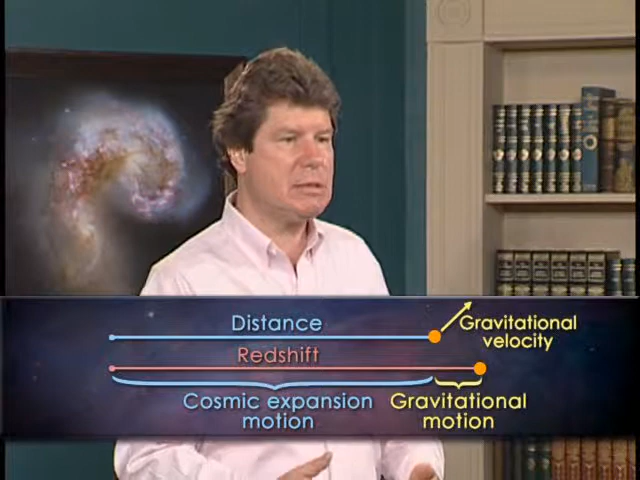 Distance
Gravitational
velocity
Redshift
Cosmic expansion
motion
Gravitational
motion